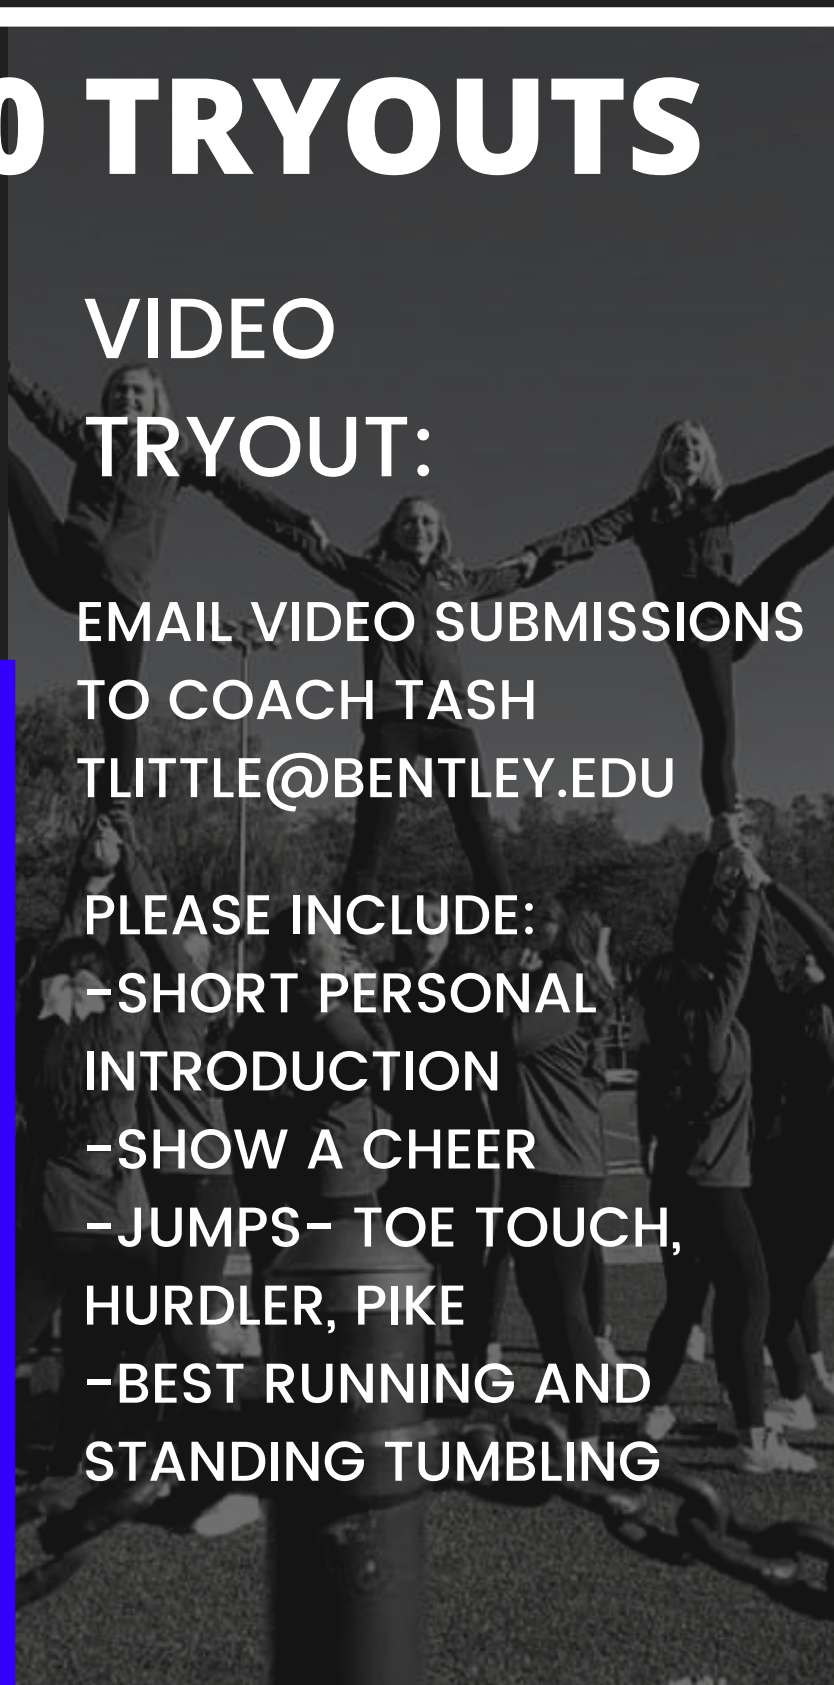 0 TRYOUTS
VIDEO
TRYOUT:
EMAIL VIDEO SUBMISSIONS
TO COACH TASH
TLITTLE@BENTLEY.EDU
PLEASE INCLUDE:
-SHORT PERSONAL
INTRODUCTION
-SHOW A CHEER
-JUMPS- TOE TOUCH,
HURDLER, PIKE
-BEST RUNNING AND
STANDING TUMBLING